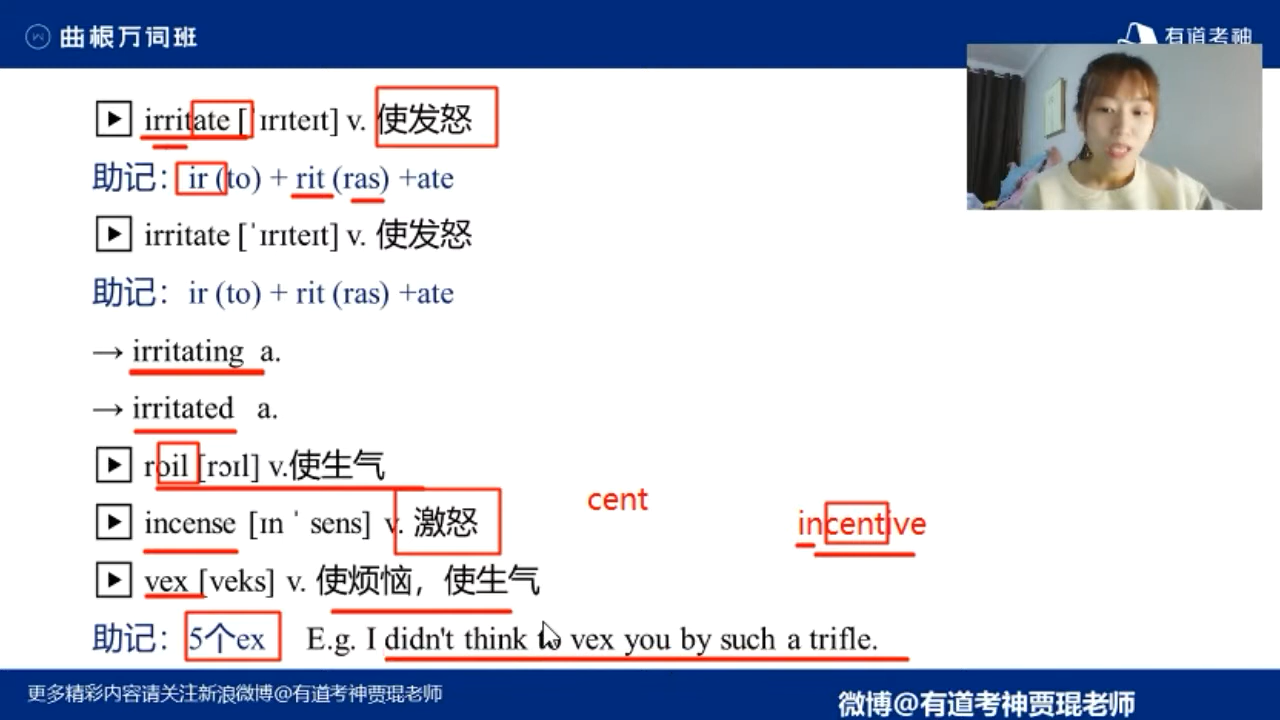 曲根万词班
有道考神
irritate [ˈɪrɪteɪt] v. 使发怒
助记：ir (to) + rit (ras) +ate
irritate [ˈɪrɪteɪt] v. 使发怒
助记：ir (to) + rit (ras) +ate
→ irritating a.
→ irritated a.
roil [rɔɪl] v.使生气
cent
incense [ɪn ˈ sens] v. 激怒
incentive
vex [veks] v. 使烦恼，使生气
助记：5个ex E.g. I didn't think to vex you by such a trifle.
更多精彩内容请关注新浪微博@有道考神贾琨老师
微博@有道考神贾琨老师